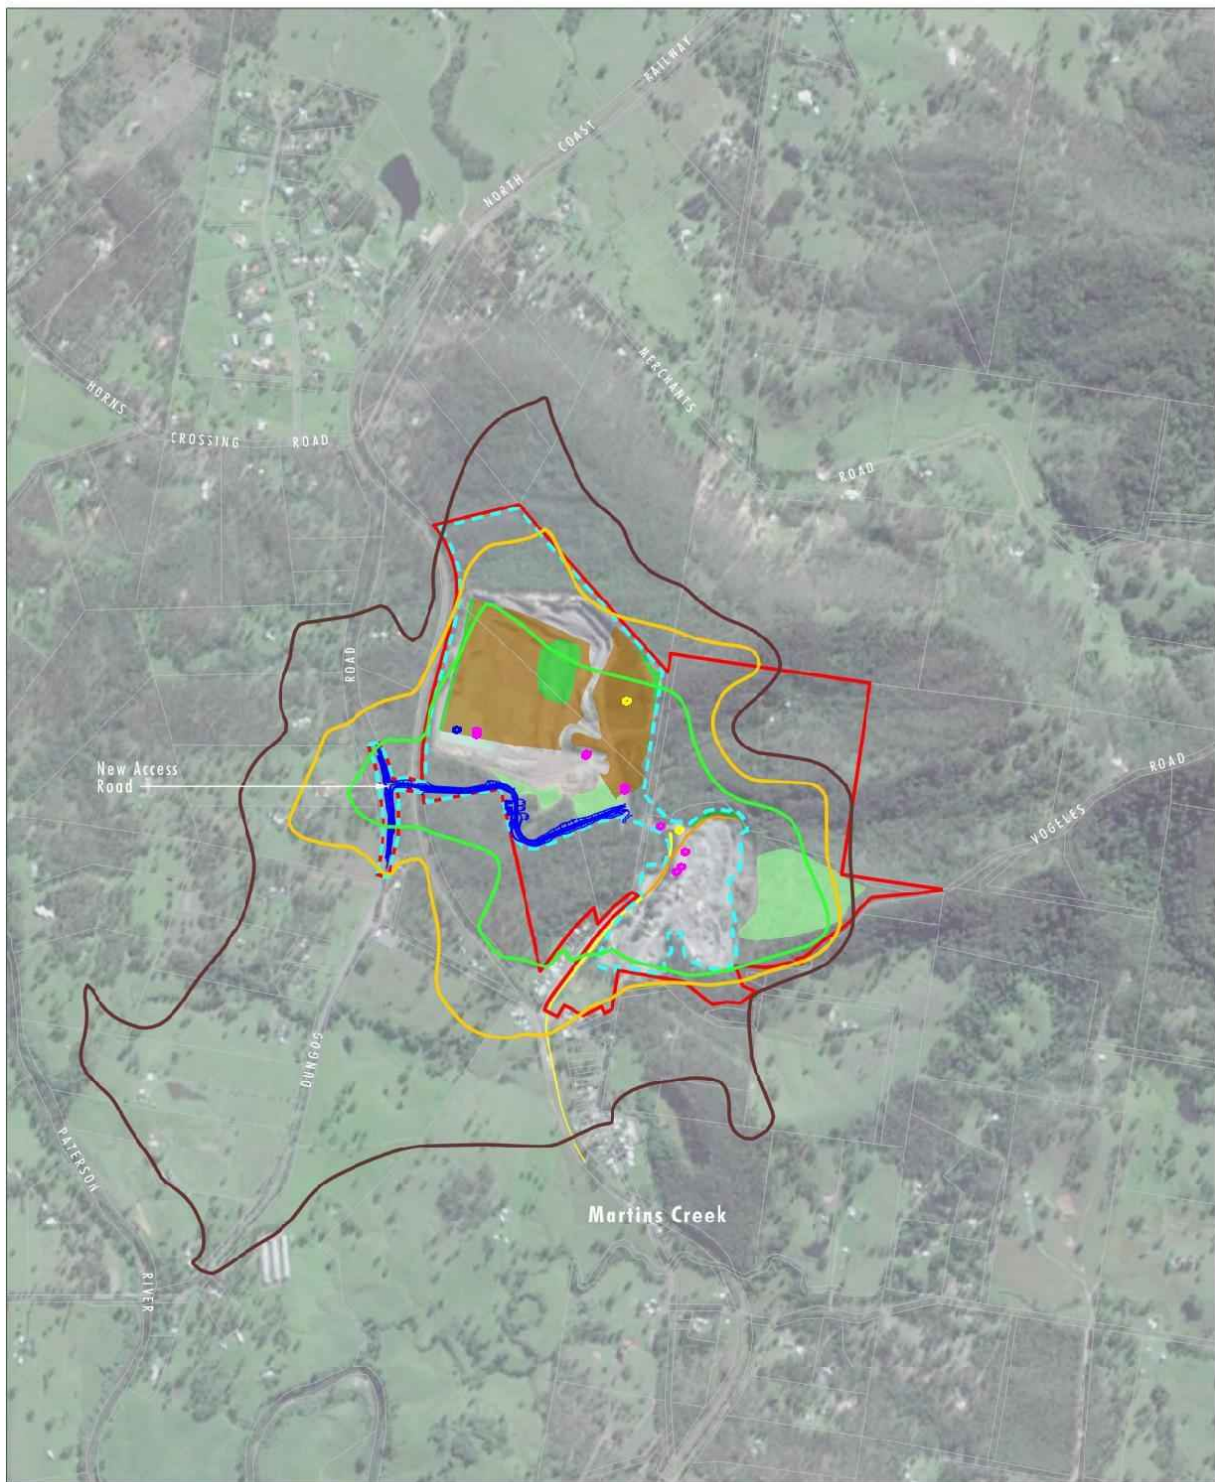 RAILWAY
COAST
NORTH
MERCHANTS
ROAD
HORNS
CROSSING ROAD
ROAD
New Access
Road
ROAD
VOGELES
DUNGOG
PATERSON
RIVER
Martins Creek